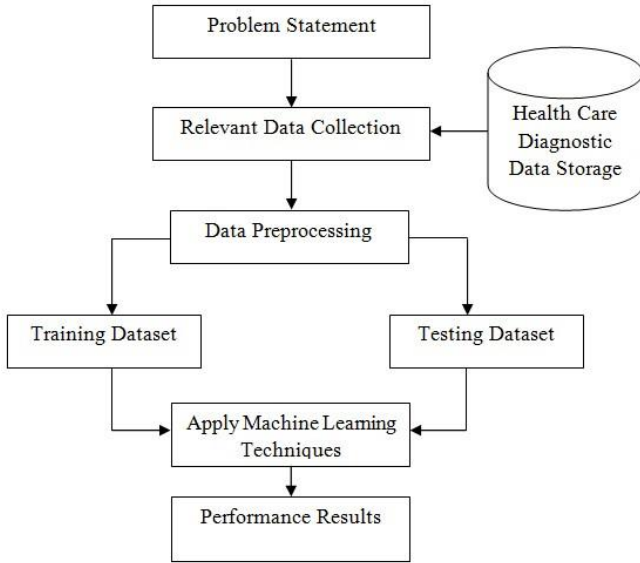 Problem Statement
Relevant Data Collection
Health Care
Diagnostic
Data Storage
Data Preprocessing
Training Dataset
Testing Dataset
Apply Machine Learning
Techniques
Performance Results